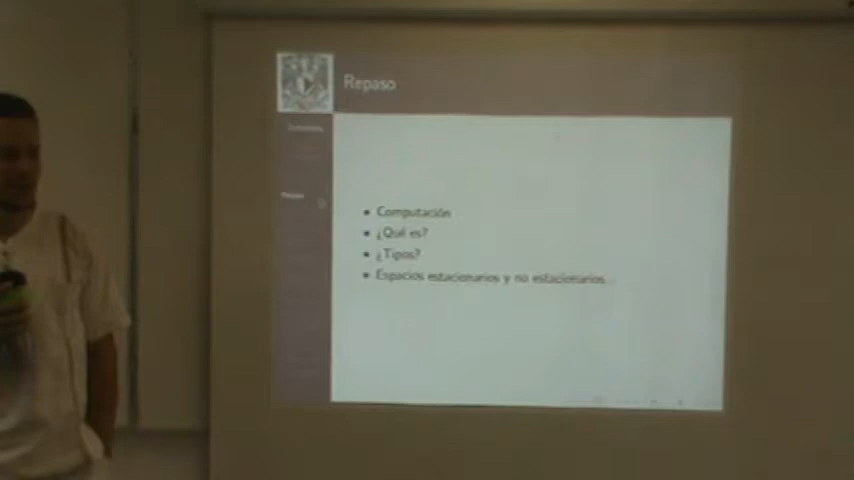 Repaso
Computación
¿Qué es?
¿Tipos?
Espacios estacionarios y no estacionarios